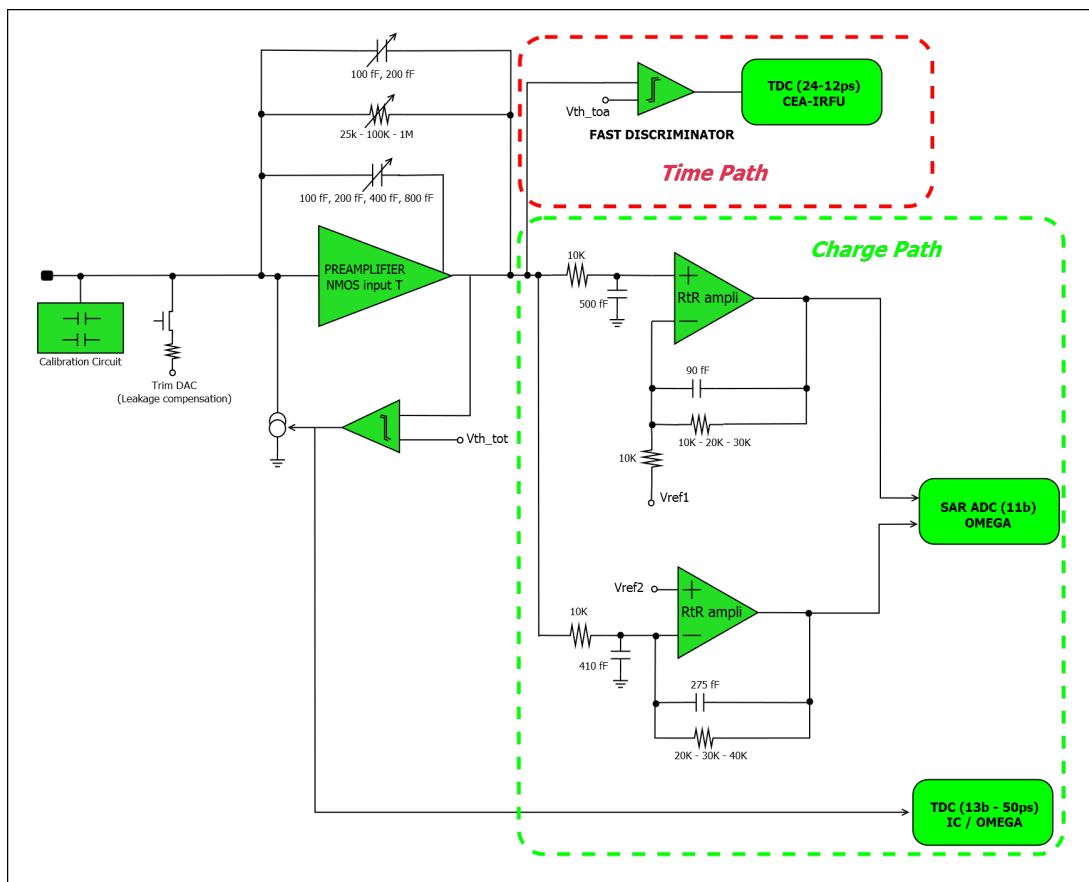 100 fF, 200 fF
25k - 100K - 1M
100 fF, 200 fF, 400 fF, 800 fF
Vth_toa
FAST DISCRIMINATOR
TDC (24-12ps)
CEA-IRFU
Time Path
Charge Path
PREAMPLIFIER
NMOS input T
Calibration Circuit
Trim DAC
(Leakage compensation)
Vth_tot
10K
500 fF
+
RtR ampli
−
90 fF
10K - 20K - 30K
10K
Vref1
SAR ADC (11b)
OMEGA
Vref2
+
RtR ampli
−
10K
410 fF
275 fF
20K - 30K - 40K
TDC (13b - 50ps)
IC / OMEGA